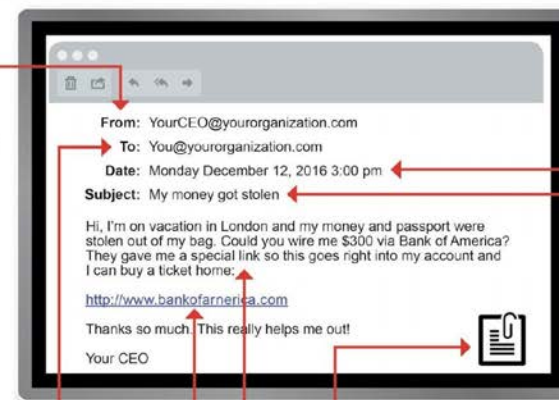 From: YourCEO@yourorganization.com
To: You@yourorganization.com
Date: Monday December 12, 2016 3:00 pm
Subject: My money got stolen
Hi, I'm on vacation in London and my money and passport were
stolen out of my bag. Could you wire me $300 via Bank of America?
They gave me a special link so this goes right into my account and
I can buy a ticket home:
http://www.bankofarnerica.com
Thanks so much. This really helps me out!
Your CEO